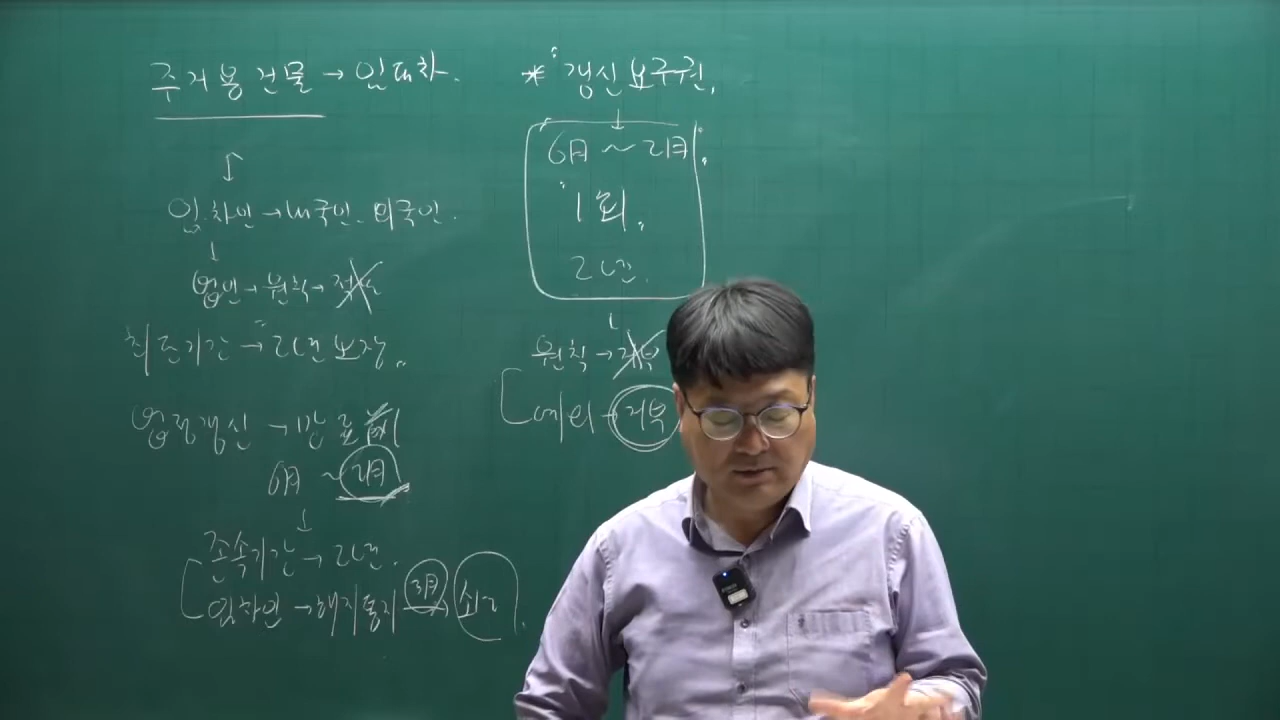 주거용건물 → 임대차.
임차인 → 내국인. 외국인.
법인 → 원칙 → 적용
최단기간 → 2년 보장.
법정갱신 → 만료 前
6月 ~ 2月
존속기간 → 2년.
임차인 → 해지통지 3月 → 소멸
* 갱신요구권.
6月 ~ 2月.
1회.
2년.
원칙 → 거부
예외 → 거부